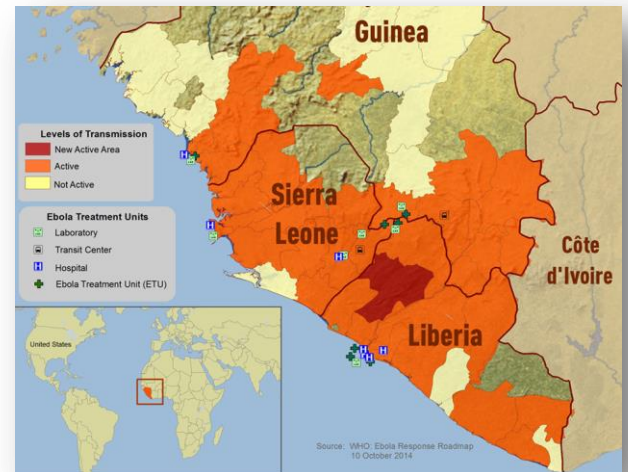 Guinea
Levels of Transmission
New Active Area
Active
Not Active
Sierra
Leone
Ebola Treatment Units
Laboratory
Transit Center
Hospital
Ebola Treatment Unit (ETU)
Côte
d'Ivoire
Liberia
United States
Source: WHO: Ebola Response Roadmap
10 October 2014